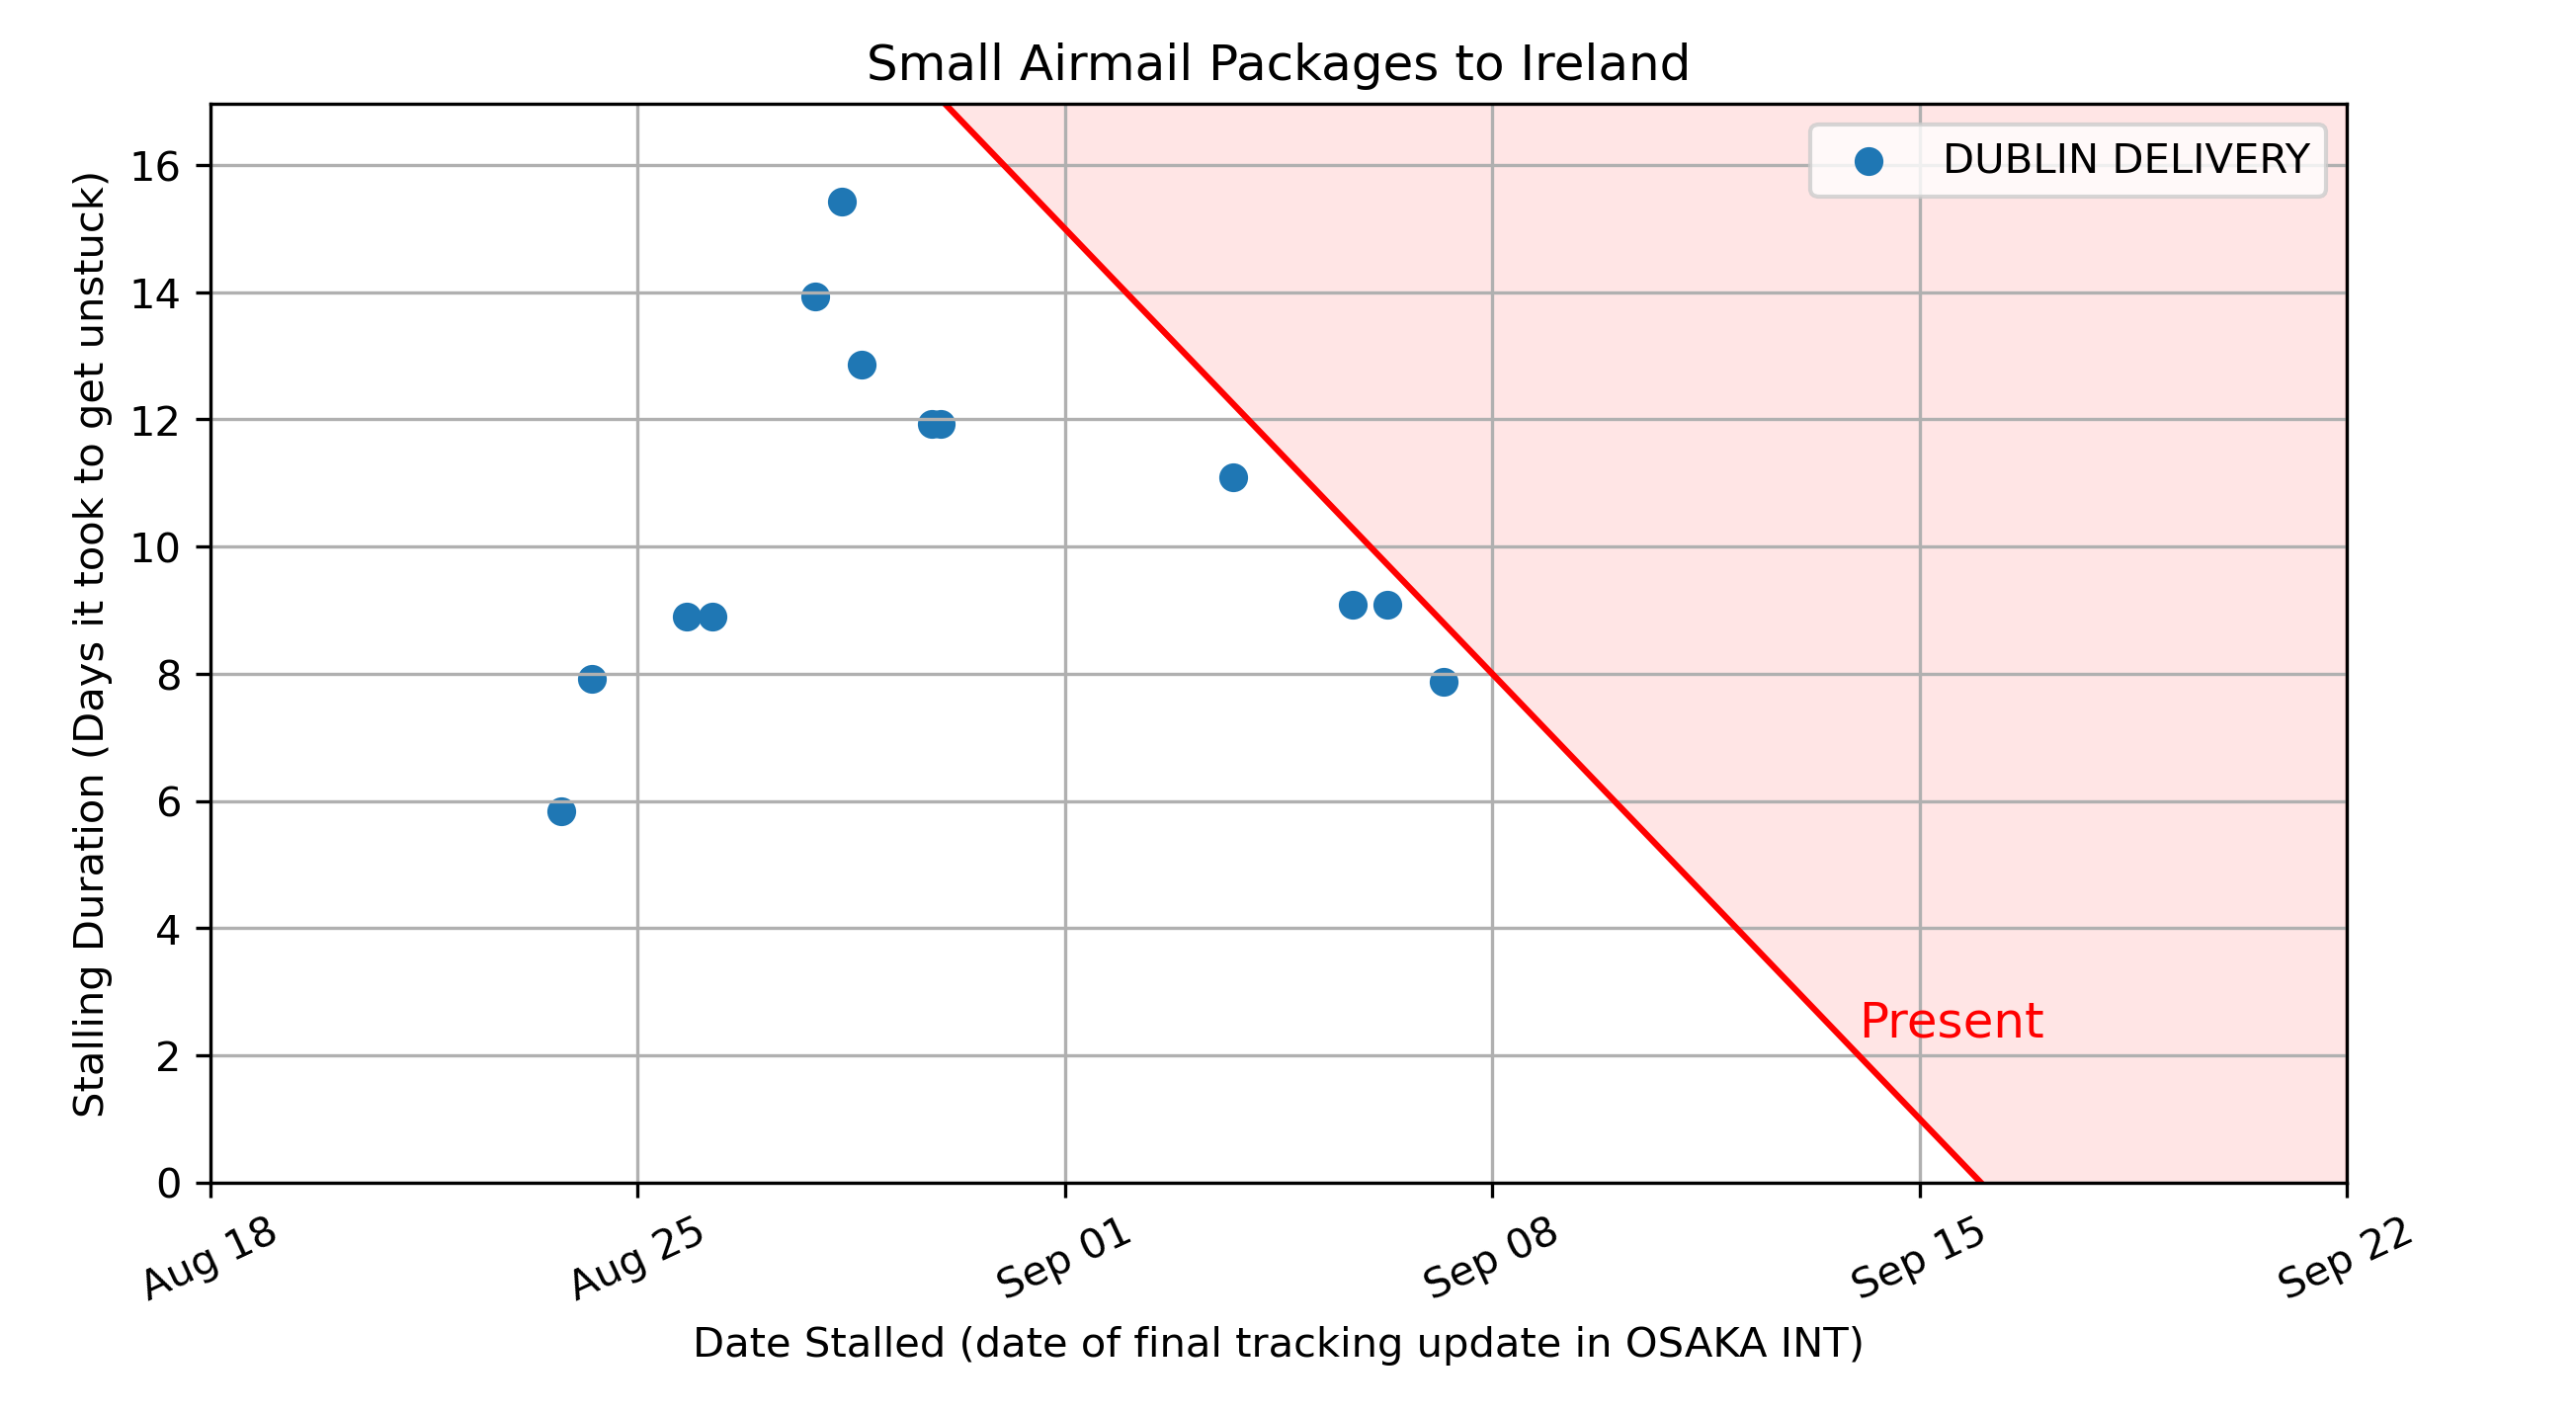 Small Airmail Packages to Ireland
DUBLIN DELIVERY
Stalling Duration (Days it took to get unstuck)
16
14
12
10
8
6
4
2
0
Present
Aug 18
Aug 25
Sep 01
Sep 08
Sep 15
Sep 22
Date Stalled (date of final tracking update in OSAKA INT)